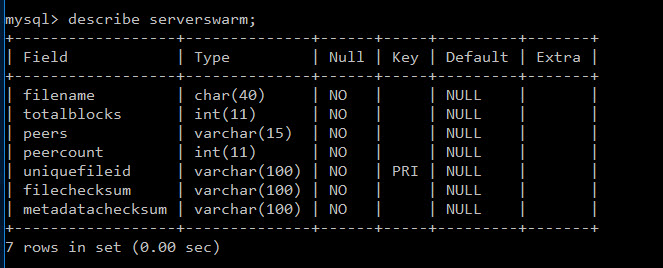 mysql> describe serverswarm;
+------------------+--------------+------+-----+---------+-------+
| Field            | Type         | Null | Key | Default | Extra |
+------------------+--------------+------+-----+---------+-------+
| filename         | char(40)     | NO   |     | NULL    |       |
| totalblocks      | int(11)      | NO   |     | NULL    |       |
| peers            | varchar(15)  | NO   |     | NULL    |       |
| peercount        | int(11)      | NO   |     | NULL    |       |
| uniquefileid     | varchar(100) | NO   | PRI | NULL    |       |
| filechecksum     | varchar(100) | NO   |     | NULL    |       |
| metadatachecksum | varchar(100) | NO   |     | NULL    |       |
+------------------+--------------+------+-----+---------+-------+
7 rows in set (0.00 sec)